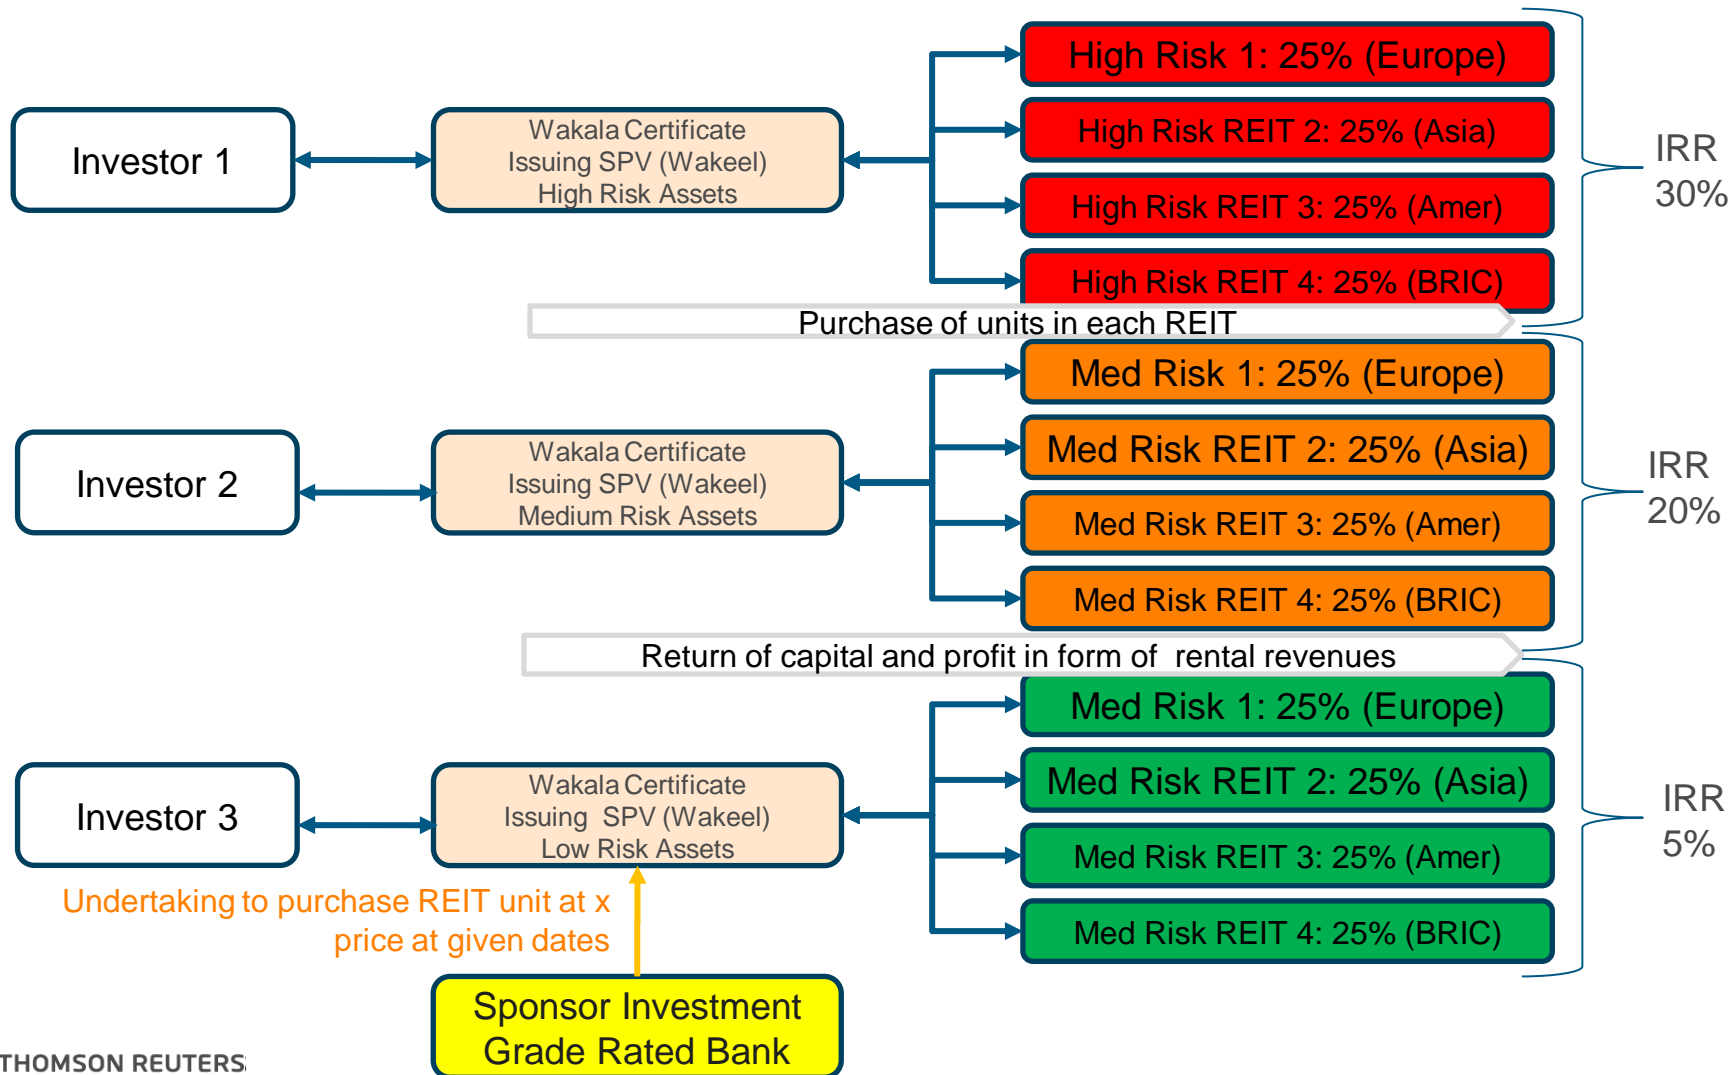 High Risk 1: 25% (Europe)
High Risk REIT 2: 25% (Asia)
High Risk REIT 3: 25% (Amer)
High Risk REIT 4: 25% (BRIC)
Investor 1
Wakala Certificate
Issuing SPV (Wakeel)
High Risk Assets
IRR
30%
Purchase of units in each REIT
Med Risk 1: 25% (Europe)
Med Risk REIT 2: 25% (Asia)
Med Risk REIT 3: 25% (Amer)
Med Risk REIT 4: 25% (BRIC)
Investor 2
Wakala Certificate
Issuing SPV (Wakeel)
Medium Risk Assets
IRR
20%
Return of capital and profit in form of rental revenues
Med Risk 1: 25% (Europe)
Med Risk REIT 2: 25% (Asia)
Med Risk REIT 3: 25% (Amer)
Med Risk REIT 4: 25% (BRIC)
Investor 3
Wakala Certificate
Issuing SPV (Wakeel)
Low Risk Assets
IRR
5%
Undertaking to purchase REIT unit at x
price at given dates
Sponsor Investment
Grade Rated Bank
THOMSON REUTERS